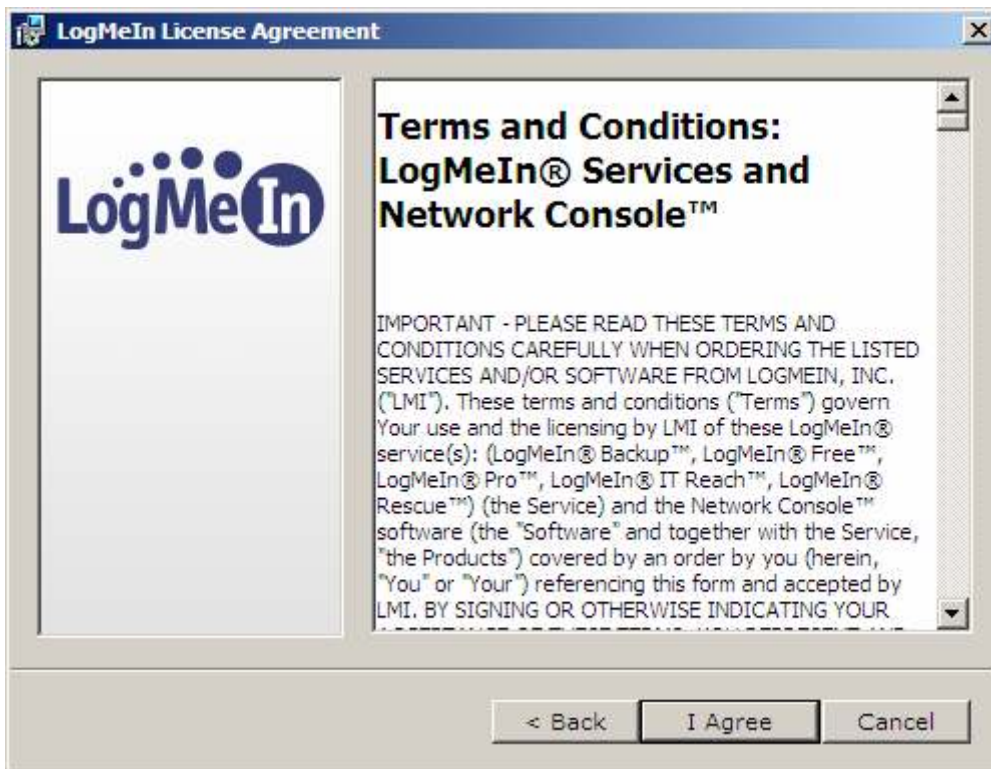 LogMeIn License Agreement
LogMeIn
Terms and Conditions:
LogMeIn® Services and
Network Console™
IMPORTANT - PLEASE READ THESE TERMS AND
CONDITIONS CAREFULLY WHEN ORDERING THE LISTED
SERVICES AND/OR SOFTWARE FROM LOGMEIN, INC.
("LMI"). These terms and conditions ("Terms") govern
Your use and the licensing by LMI of these LogMeIn®
service(s): (LogMeIn® Backup™, LogMeIn® Free™,
LogMeIn® Pro™, LogMeIn® IT Reach™, LogMeIn®
Rescue™) (the Service) and the Network Console™
software (the "Software" and together with the Service,
"the Products") covered by an order by you (herein,
"You" or "Your") referencing this form and accepted by
LMI. BY SIGNING OR OTHERWISE INDICATING YOUR
< Back
I Agree
Cancel